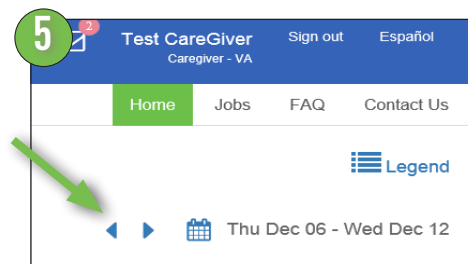 5
2
Test CareGiver Sign out Español
Caregiver - VA
Home Jobs FAQ Contact Us
Legend
Thu Dec 06 - Wed Dec 12